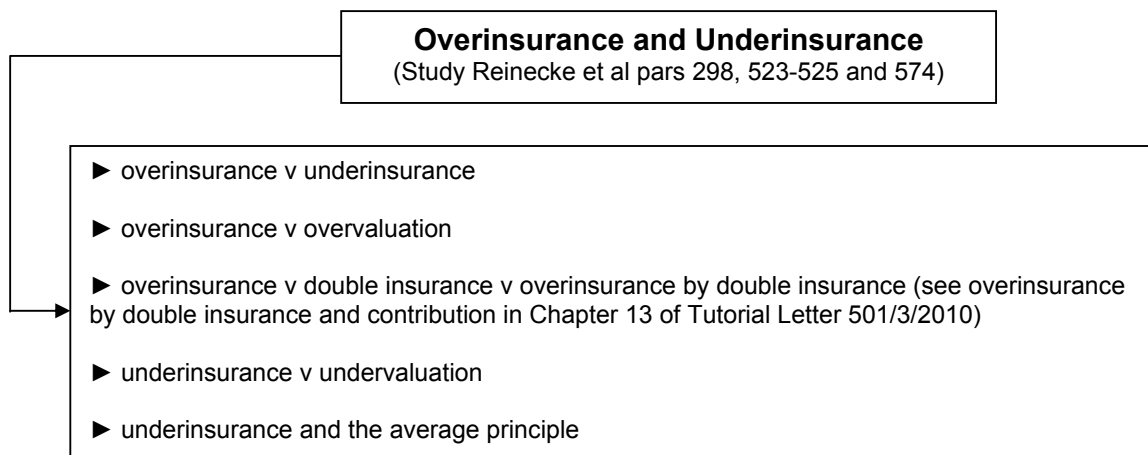 Overinsurance and Underinsurance
(Study Reinecke et al pars 298, 523-525 and 574)
► overinsurance v underinsurance
► overinsurance v overvaluation
► overinsurance v double insurance v overinsurance by double insurance (see overinsurance
by double insurance and contribution in Chapter 13 of Tutorial Letter 501/3/2010)
► underinsurance v undervaluation
► underinsurance and the average principle